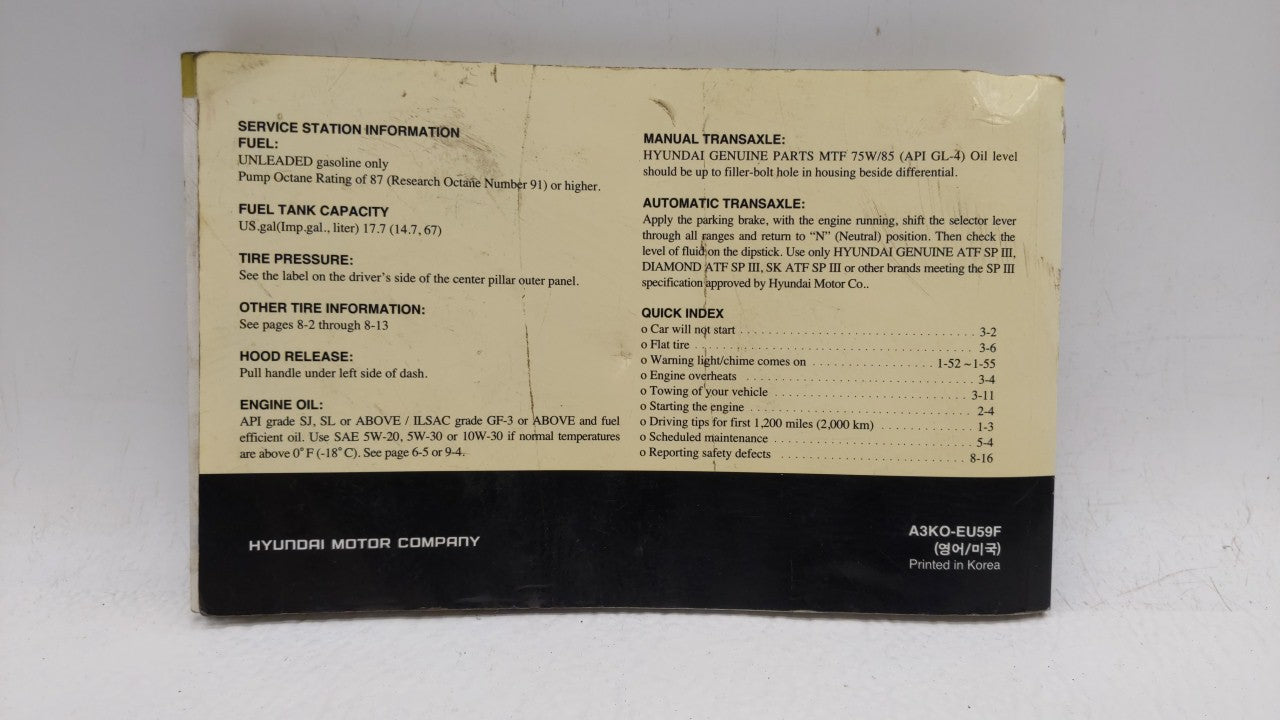 SERVICE STATION INFORMATION
FUEL:
UNLEADED gasoline only
Pump Octane Rating of 87 (Research Octane Number 91) or higher.
FUEL TANK CAPACITY
US.gal(Imp.gal., liter) 17.7 (14.7, 67)
TIRE PRESSURE:
See the label on the driver's side of the center pillar outer panel.
OTHER TIRE INFORMATION:
See pages 8-2 through 8-13
HOOD RELEASE:
Pull handle under left side of dash.
ENGINE OIL:
API grade SJ, SL or ABOVE / ILSAC grade GF-3 or ABOVE and fuel
efficient oil. Use SAE 5W-20, 5W-30 or 10W-30 if normal temperatures
are above 0°F (-18°C). See page 6-5 or 9-4.
MANUAL TRANSAXLE:
HYUNDAI GENUINE PARTS MTF 75W/85 (API GL-4) Oil level
should be up to filler-bolt hole in housing beside differential.
AUTOMATIC TRANSAXLE:
Apply the parking brake, with the engine running, shift the selector lever
through all ranges and return to “N” (Neutral) position. Then check the
level of fluid on the dipstick. Use only HYUNDAI GENUINE ATF SP III,
DIAMOND ATF SP III, SK ATF SP III or other brands meeting the SP III
specification approved by Hyundai Motor Co..
QUICK INDEX
o Car will not start ........ 3-2
o Flat tire ........ 3-6
o Warning light/chime comes on ........ 1-52 ~ 1-55
o Engine overheats ........ 3-4
o Towing of your vehicle ........ 3-11
o Starting the engine ........ 2-4
o Driving tips for first 1,200 miles (2,000 km) ........ 1-3
o Scheduled maintenance ........ 5-4
o Reporting safety defects ........ 8-16
HYUNDAI MOTOR COMPANY
A3KO-EU59F
(영어/미국)
Printed in Korea